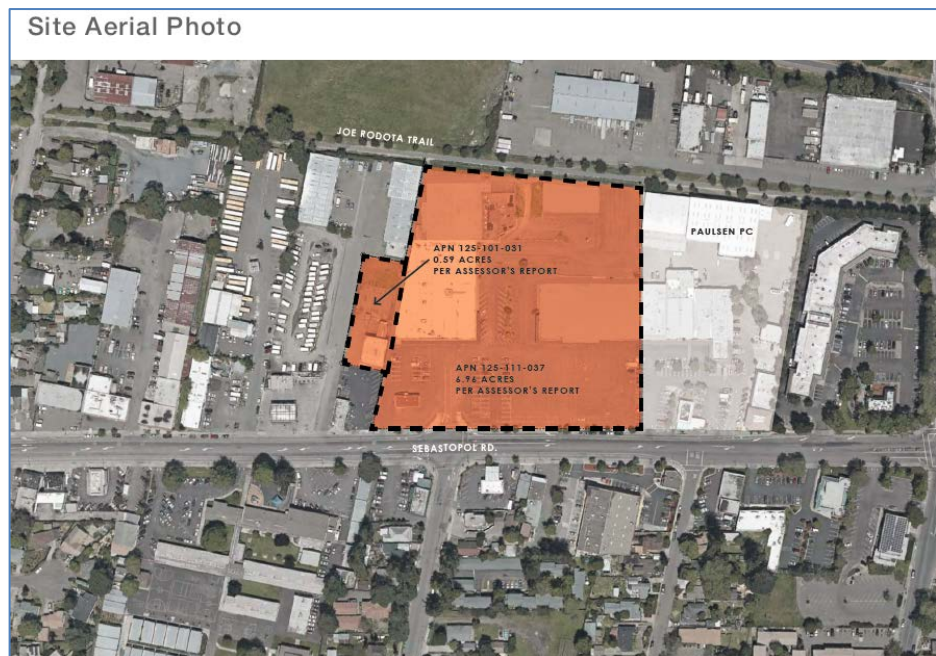 Site Aerial Photo
JOE RODOTA TRAIL
APN 125-101-031
0.59 ACRES
PER ASSESSOR'S REPORT
PAULSEN PC
APN 125-111-037
6.96 ACRES
PER ASSESSOR'S REPORT
SEBASTOPOL RD.